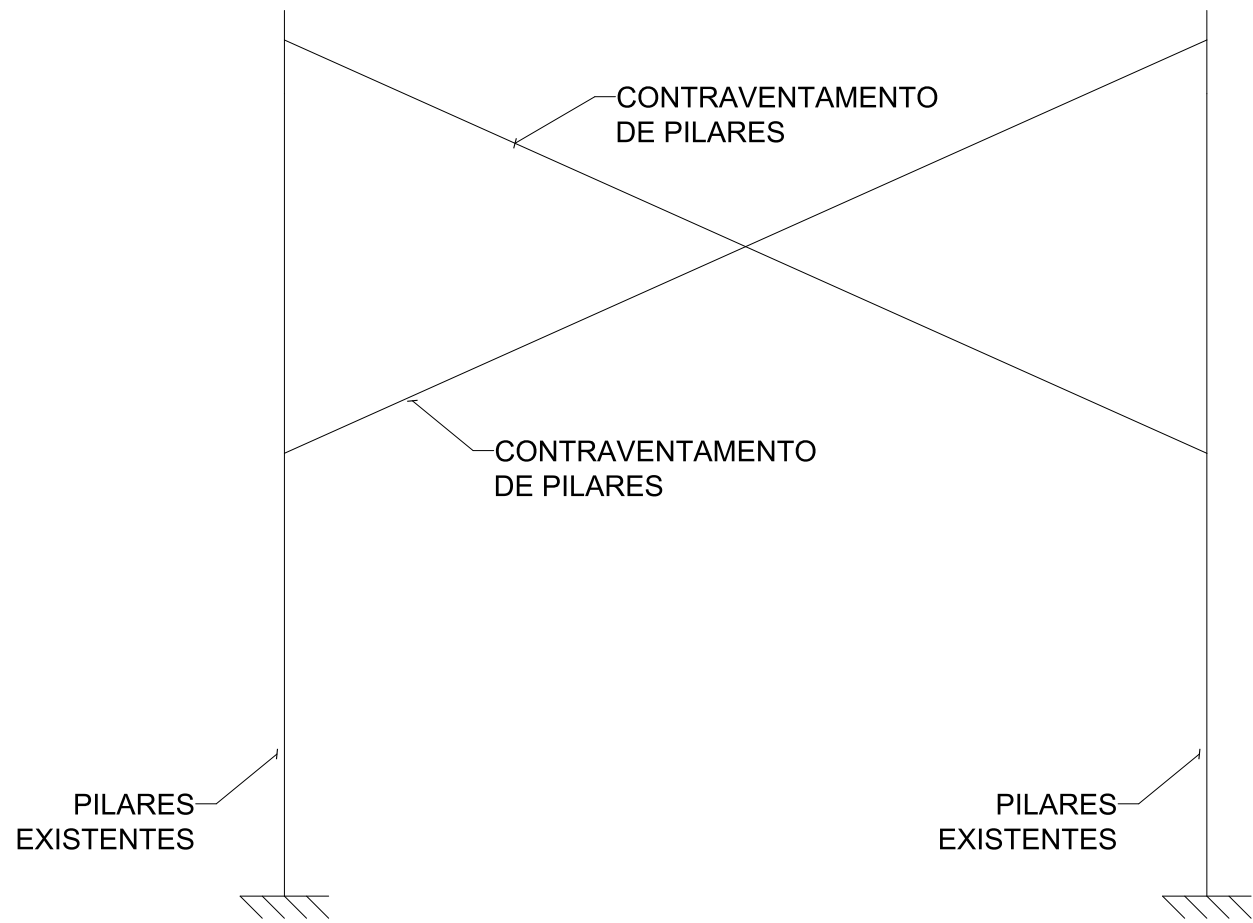 CONTRAVENTAMENTO
DE PILARES
CONTRAVENTAMENTO
DE PILARES
PILARES
EXISTENTES
PILARES
EXISTENTES